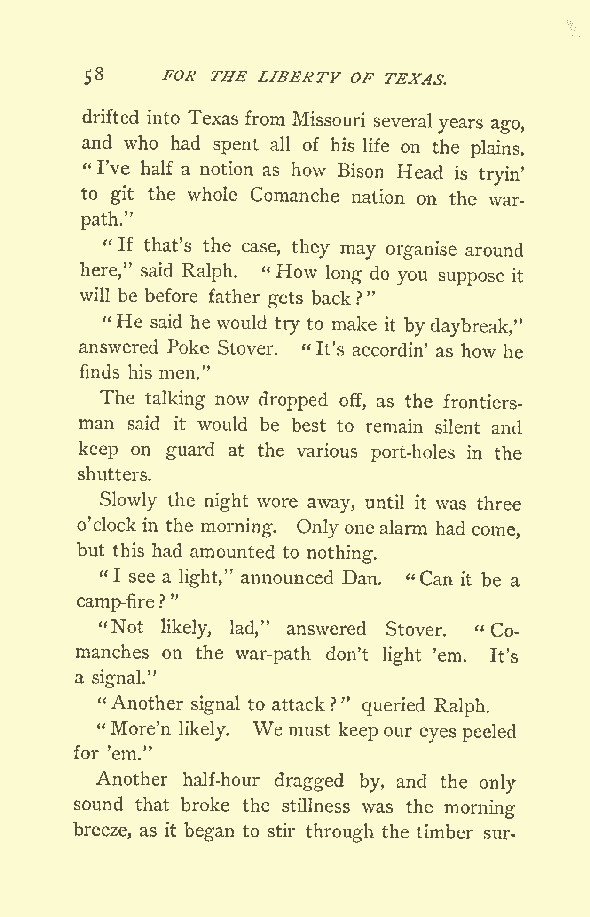 58 FOR THE LIBERTY OF TEXAS.
drifted into Texas from Missouri several years ago,
and who had spent all of his life on the plains.
“I’ve half a notion as how Bison Head is tryin’
to git the whole Comanche nation on the war-
path.”
“If that’s the case, they may organise around
here,” said Ralph. “How long do you suppose it
will be before father gets back?”
“He said he would try to make it by daybreak,”
answered Poke Stover. “It’s accordin’ as how he
finds his men.”
The talking now dropped off, as the frontiers-
man said it would be best to remain silent and
keep on guard at the various port-holes in the
shutters.
Slowly the night wore away, until it was three
o’clock in the morning. Only one alarm had come,
but this had amounted to nothing.
“I see a light,” announced Dan. “Can it be a
camp-fire?”
“Not likely, lad,” answered Stover. “Co-
manches on the war-path don’t light ’em. It’s
a signal.”
“Another signal to attack?” queried Ralph.
“More’n likely. We must keep our eyes peeled
for ’em.”
Another half-hour dragged by, and the only
sound that broke the stillness was the morning
breeze, as it began to stir through the timber sur-